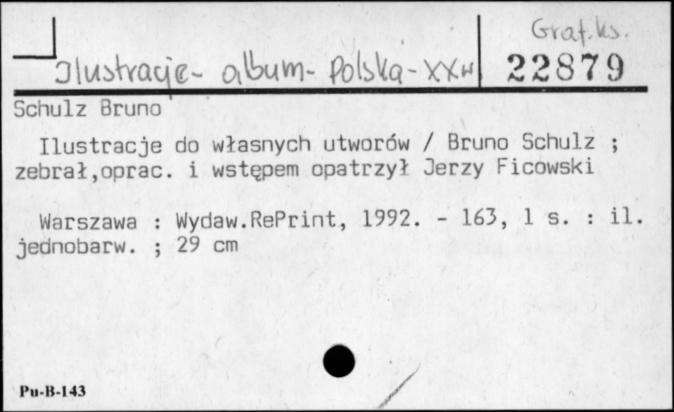 Graf.ks.
Ilustracje - album - Polska - XXw
22879
Schulz Bruno
Ilustracje do własnych utworów / Bruno Schulz ;
zebrał,oprac. i wstępem opatrzył Jerzy Ficowski
Warszawa : Wydaw.RePrint, 1992. - 163, 1 s. : il.
jednobarw. ; 29 cm
Pu-B-143